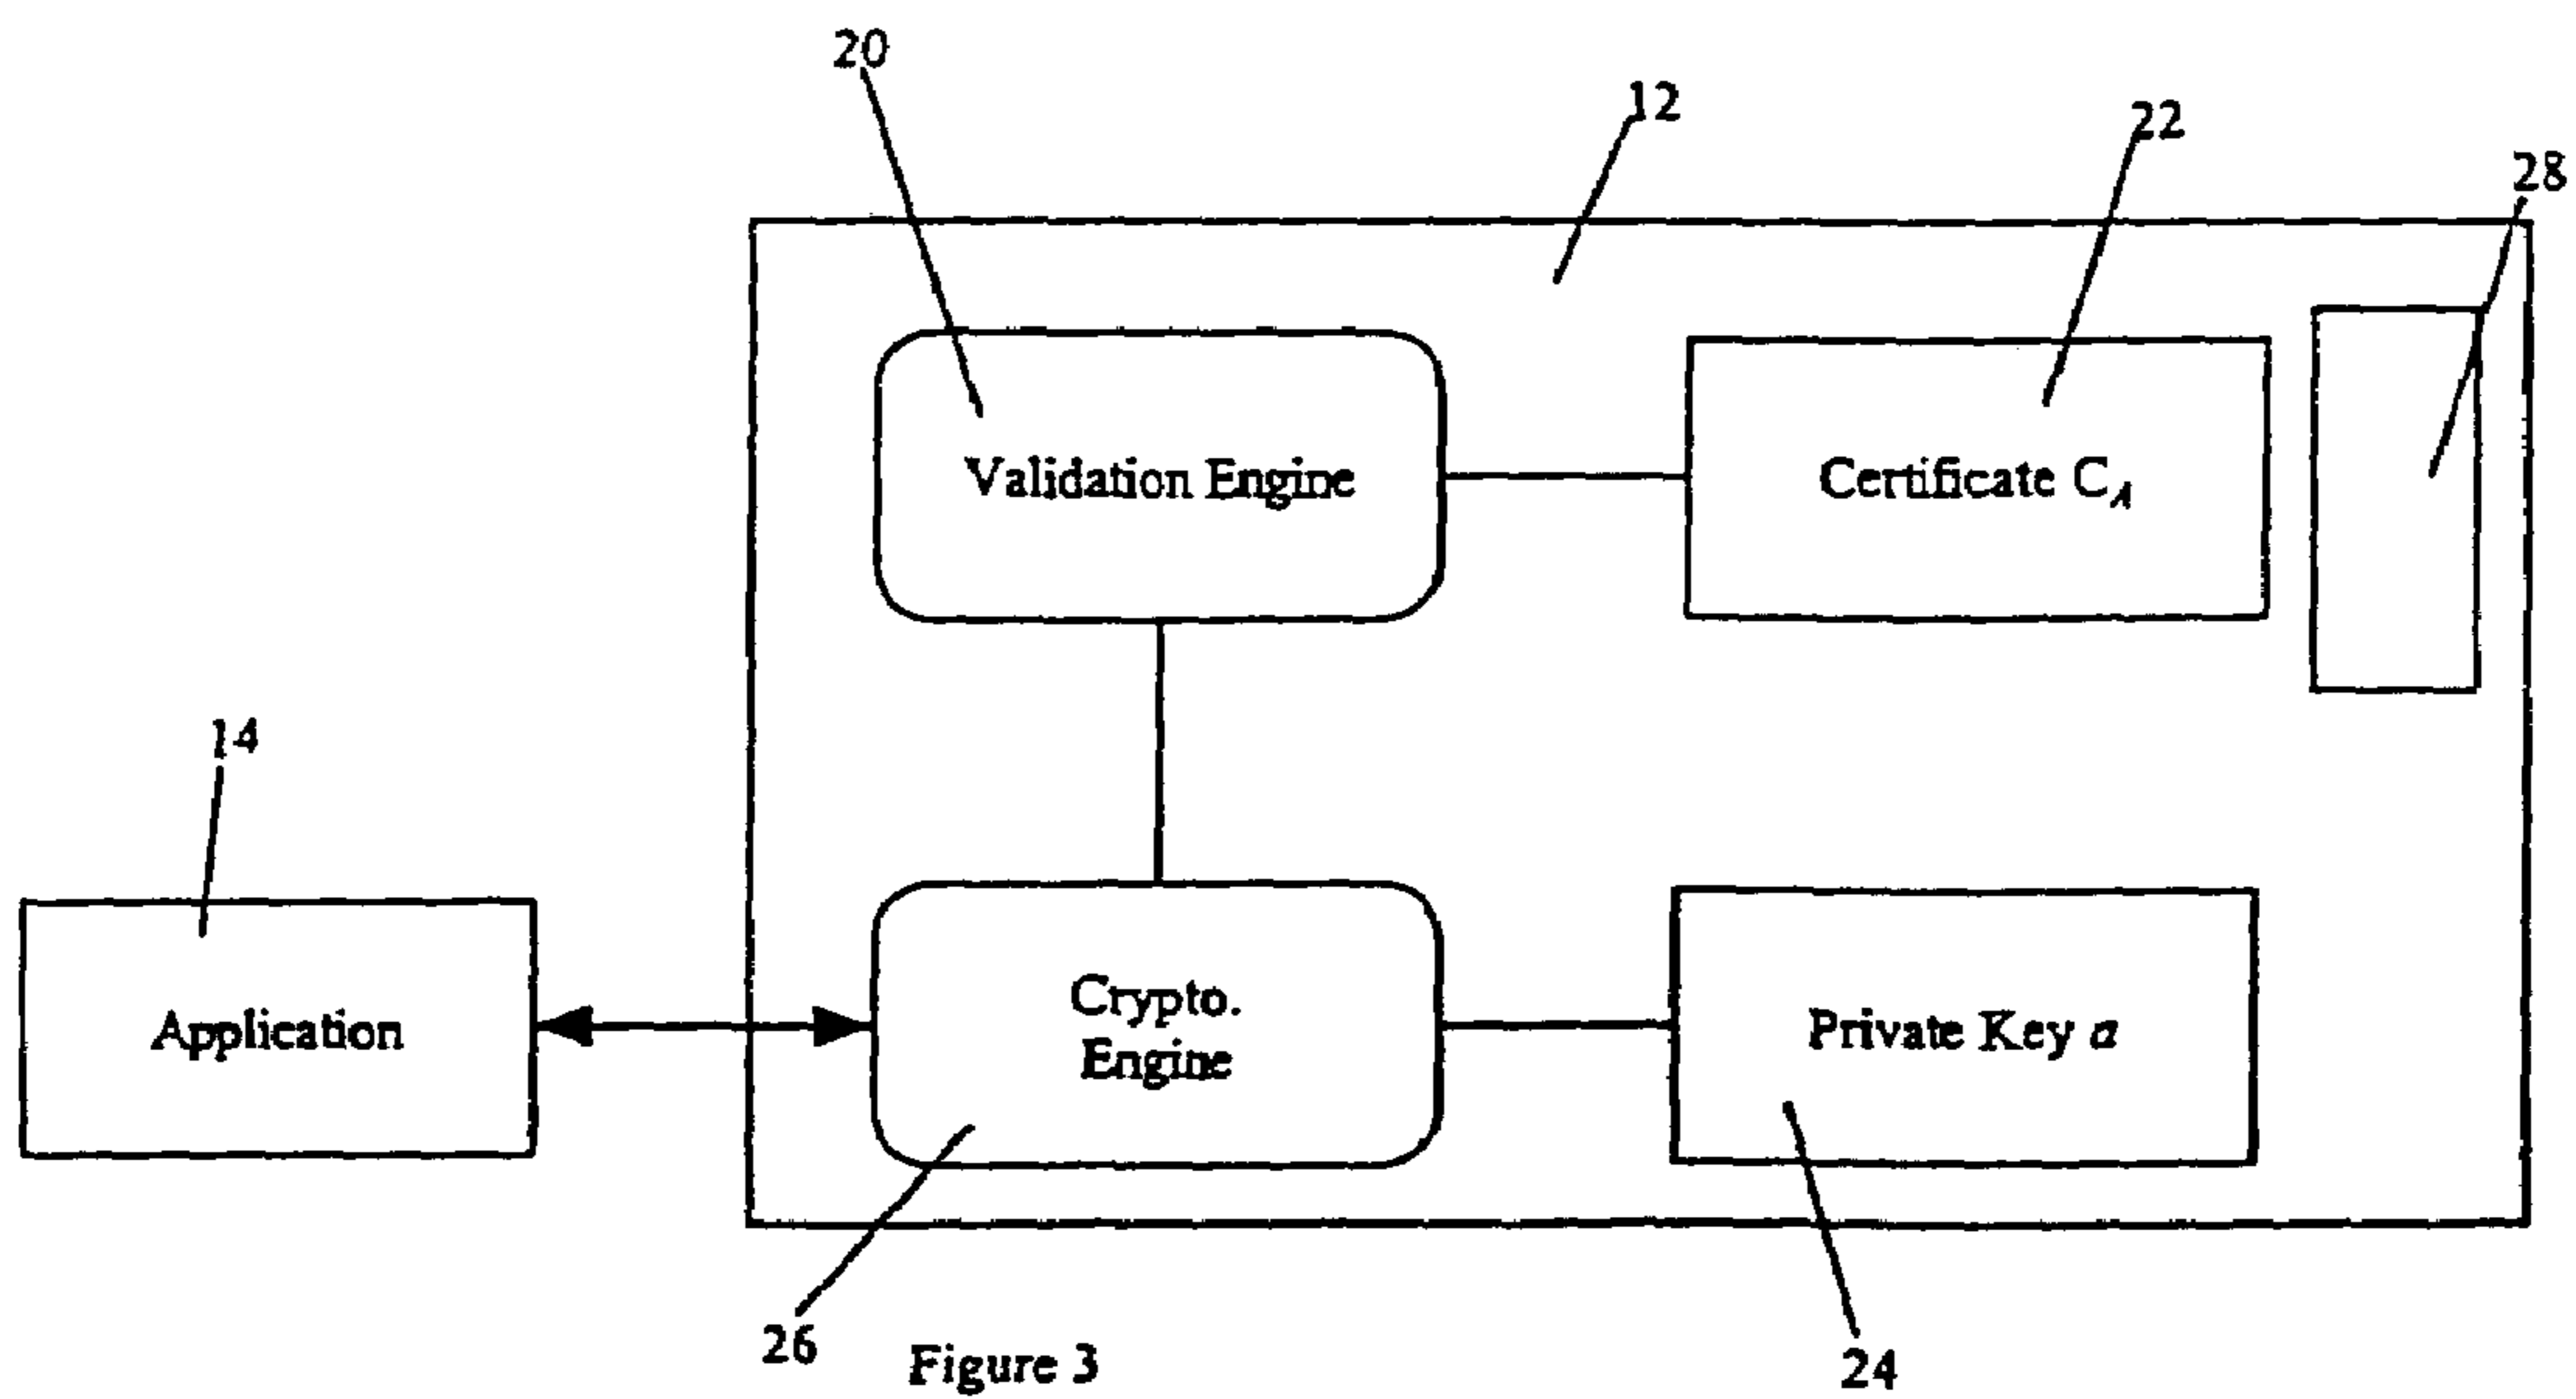 20
12
22
28
Validation Engine
Certificate C_A
14
Application
Crypto.
Engine
Private Key a
26
Figure 3
24